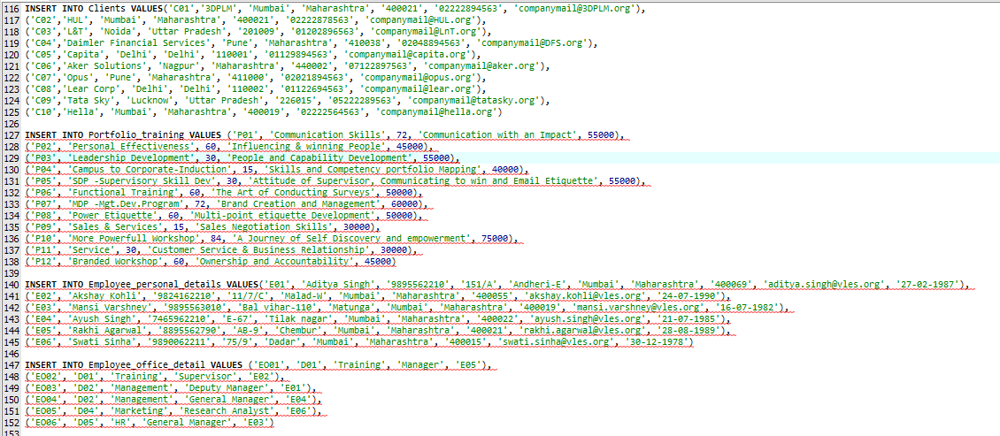 116 INSERT INTO Clients VALUES('C01','3DPLM', 'Mumbai', 'Maharashtra', '400021', '02222894563', 'companymail@3DPLM.org'),
117 ('C02','HUL', 'Mumbai', 'Maharashtra', '400021', '02222878563', 'companymail@HUL.org'),
118 ('C03','L&T', 'Noida', 'Uttar Pradesh', '201009', '01202896563', 'companymail@LnT.org'),
119 ('C04','Daimler Financial Services', 'Pune', 'Maharashtra', '410038', '02048894563', 'companymail@DFS.org'),
120 ('C05','Capita', 'Delhi', 'Delhi', '110001', '01129894563', 'companymail@capita.org'),
121 ('C06','Aker Solutions', 'Nagpur', 'Maharashtra', '440002', '07122897563', 'companymail@aker.org'),
122 ('C07','Opus', 'Pune', 'Maharashtra', '411000', '02021894563', 'companymail@opus.org'),
123 ('C08','Lear Corp', 'Delhi', 'Delhi', '110002', '01122694563', 'companymail@lear.org'),
124 ('C09','Tata Sky', 'Lucknow', 'Uttar Pradesh', '226015', '05222289563', 'companymail@tatasky.org'),
125 ('C10','Hella', 'Mumbai', 'Maharashtra', '400019', '02222564563', 'companymail@hella.org')
126
127 INSERT INTO Portfolio_training VALUES ('P01', 'Communication Skills', 72, 'Communication with an Impact', 55000),
128 ('P02', 'Personal Effectiveness', 60, 'Influencing & winning People', 45000),
129 ('P03', 'Leadership Development', 30, 'People and Capability Development', 55000),
130 ('P04', 'Campus to Corporate-Induction', 15, 'Skills and Competency portfolio Mapping', 40000),
131 ('P05', 'SDP -Supervisory Skill Dev', 30, 'Attitude of Supervisor, Communicating to win and Email Etiquette', 55000),
132 ('P06', 'Functional Training', 60, 'The Art of Conducting Surveys', 50000),
133 ('P07', 'MDP -Mgt.Dev.Program', 72, 'Brand Creation and Management', 60000),
134 ('P08', 'Power Etiquette', 60, 'Multi-point etiquette Development', 50000),
135 ('P09', 'Sales & Services', 15, 'Sales Negotiation Skills', 30000),
136 ('P10', 'More Powerfull Workshop', 84, 'A Journey of Self Discovery and empowerment', 75000),
137 ('P11', 'Service', 30, 'Customer Service & Business Relationship', 30000),
138 ('P12', 'Branded Workshop', 60, 'Ownership and Accountability', 45000)
139
140 INSERT INTO Employee_personal_details VALUES('E01', 'Aditya Singh', '9895562210', '151/A', 'Andheri-E', 'Mumbai', 'Maharashtra', '400069', 'aditya.singh@vles.org', '27-02-1987'),
141 ('E02', 'Akshay Kohli', '9824162210', '11/7/C', 'Malad-W', 'Mumbai', 'Maharashtra', '400055', 'akshay.kohli@vles.org', '24-07-1990'),
142 ('E03', 'Mansi Varshney', '9895563010', 'Bal vihar-110', 'Matunga', 'Mumbai', 'Maharashtra', '400019', 'mansi.varshney@vles.org', '16-07-1982'),
143 ('E04', 'Ayush Singh', '7465962210', 'E-67', 'Tilak nagar', 'Mumbai', 'Maharashtra', '400022', 'ayush.singh@vles.org', '21-07-1985'),
144 ('E05', 'Rakhi Agarwal', '8895562790', 'AB-9', 'Chembur', 'Mumbai', 'Maharashtra', '400021', 'rakhi.agarwal@vles.org', '28-08-1989'),
145 ('E06', 'Swati Sinha', '9890062211', '75/9', 'Dadar', 'Mumbai', 'Maharashtra', '400015', 'swati.sinha@vles.org', '30-12-1978')
146
147 INSERT INTO Employee_office_detail VALUES ('EO01', 'D01', 'Training', 'Manager', 'E05'),
148 ('EO02', 'D01', 'Training', 'Supervisor', 'E02'),
149 ('EO03', 'D02', 'Management', 'Deputy Manager', 'E01'),
150 ('EO04', 'D02', 'Management', 'General Manager', 'E04'),
151 ('EO05', 'D04', 'Marketing', 'Research Analyst', 'E06'),
152 ('EO06', 'D05', 'HR', 'General Manager', 'E03')
153